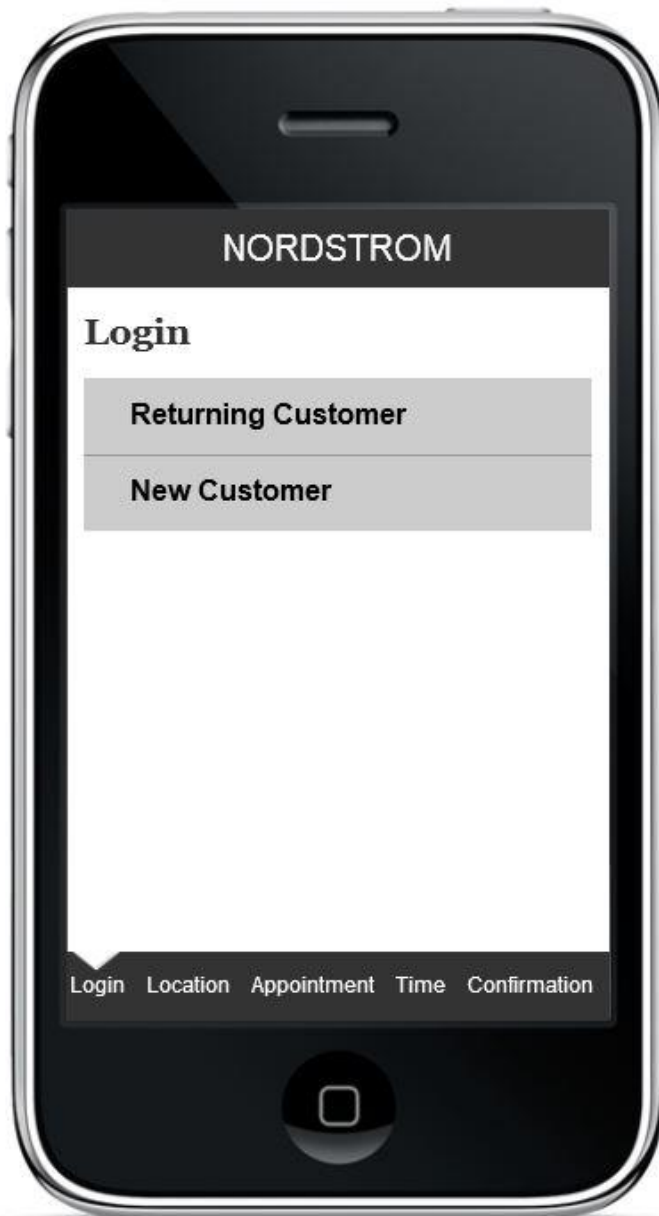 NORDSTROM
Login
Returning Customer
New Customer
Login Location Appointment Time Confirmation